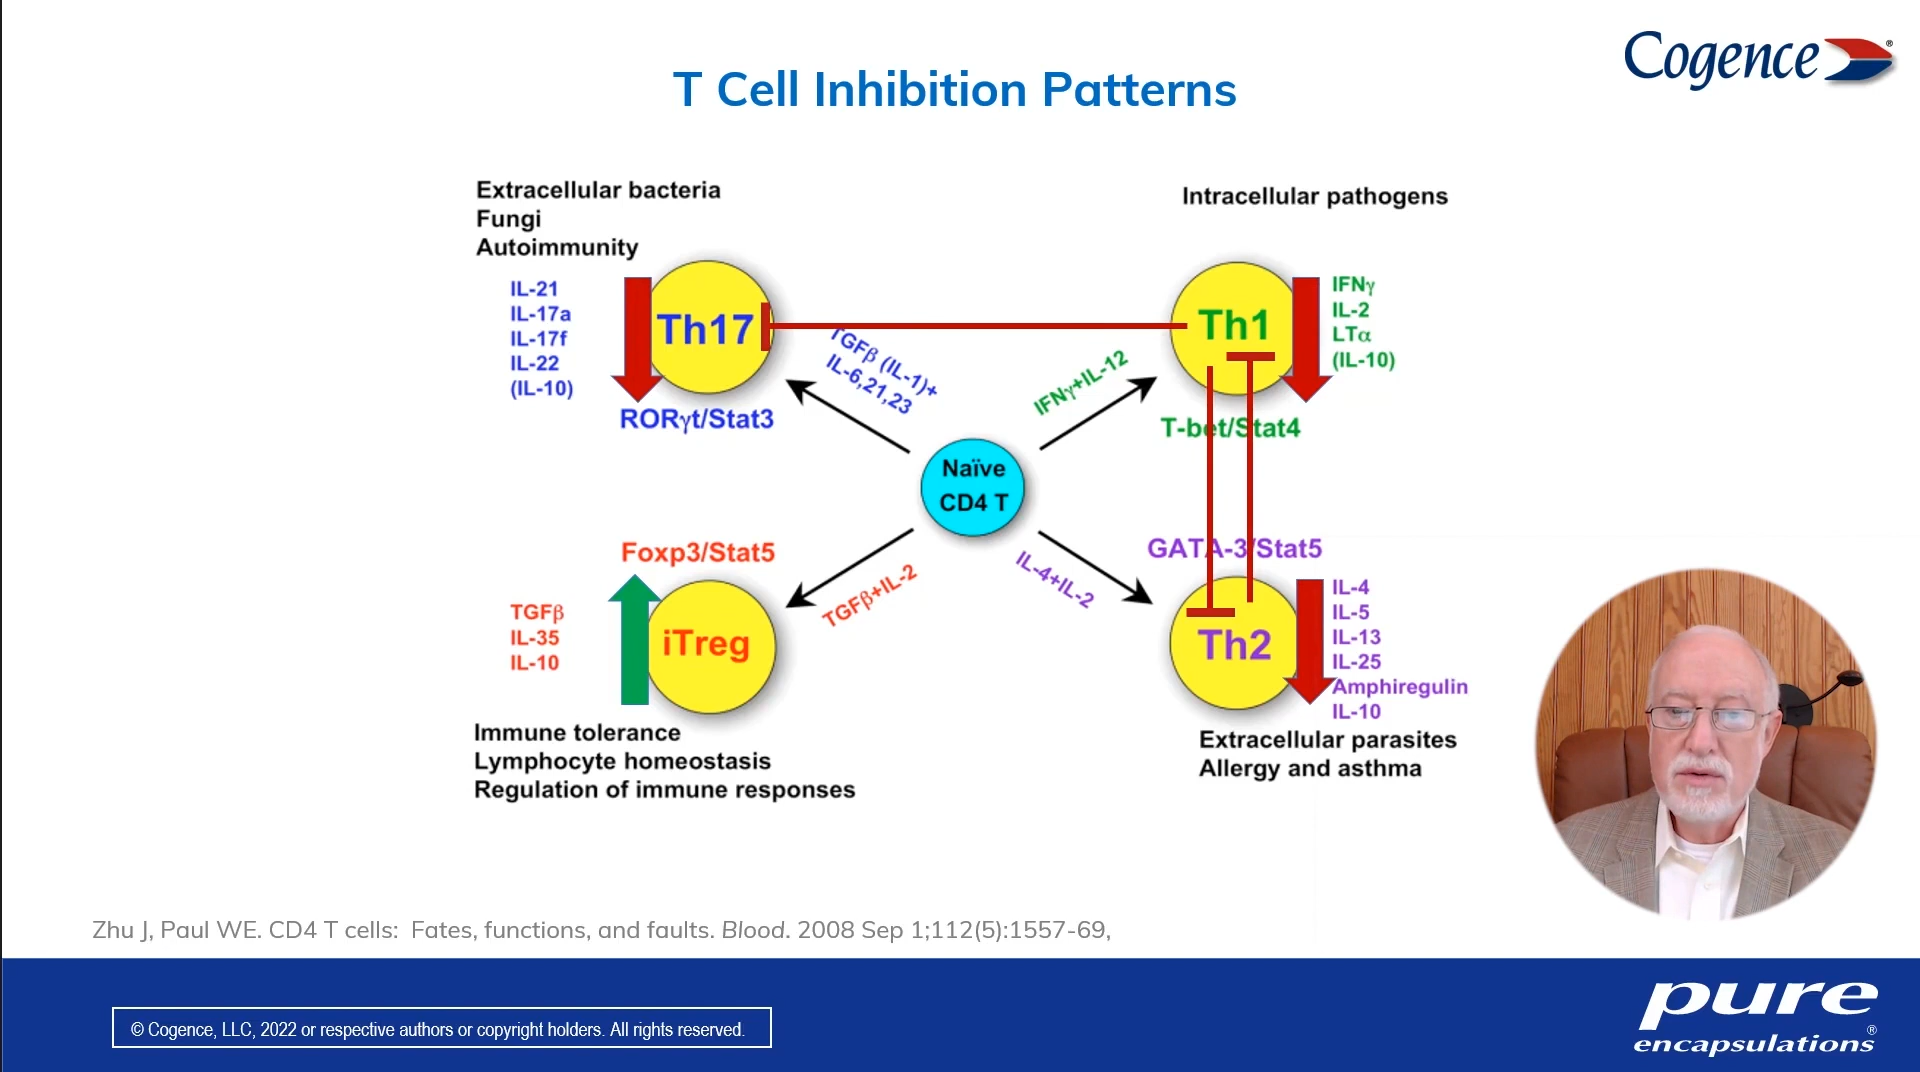 Cogence®
T Cell Inhibition Patterns
Extracellular bacteria
Fungi
Autoimmunity
IL-21
IL-17a
IL-17f
IL-22
(IL-10)
Th17
RORγt/Stat3
TGFβ (IL-1)+
IL-6,21,23
Intracellular pathogens
Th1
IFNγ
IL-2
LTα
(IL-10)
T-bet/Stat4
IFNγ+IL-12
Naïve
CD4 T
Foxp3/Stat5
TGFβ
IL-35
IL-10
iTreg
TGFβ+IL-2
Immune tolerance
Lymphocyte homeostasis
Regulation of immune responses
IL-4+IL-2
GATA-3/Stat5
Th2
IL-4
IL-5
IL-13
IL-25
Amphiregulin
IL-10
Extracellular parasites
Allergy and asthma
Zhu J, Paul WE. CD4 T cells:  Fates, functions, and faults. Blood. 2008 Sep 1;112(5):1557-69,
© Cogence, LLC, 2022 or respective authors or copyright holders. All rights reserved.
pure
encapsulations®